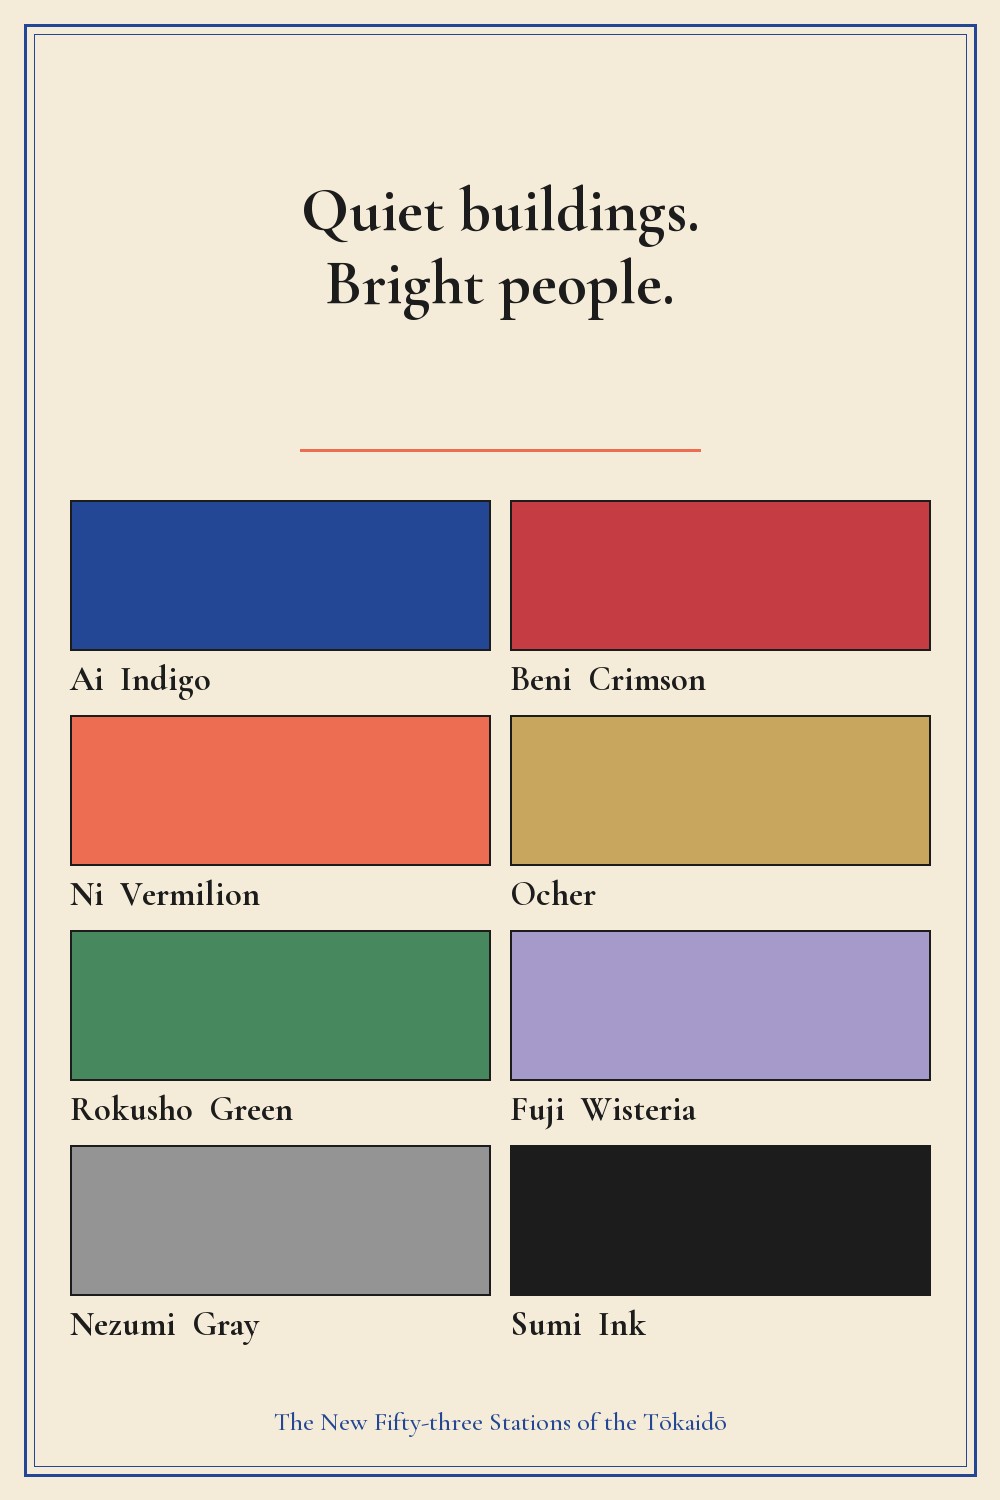 Quiet buildings.
Bright people.
Ai Indigo
Beni Crimson
Ni Vermilion
Ocher
Rokusho Green
Fuji Wisteria
Nezumi Gray
Sumi Ink
The New Fifty-three Stations of the Tōkaidō